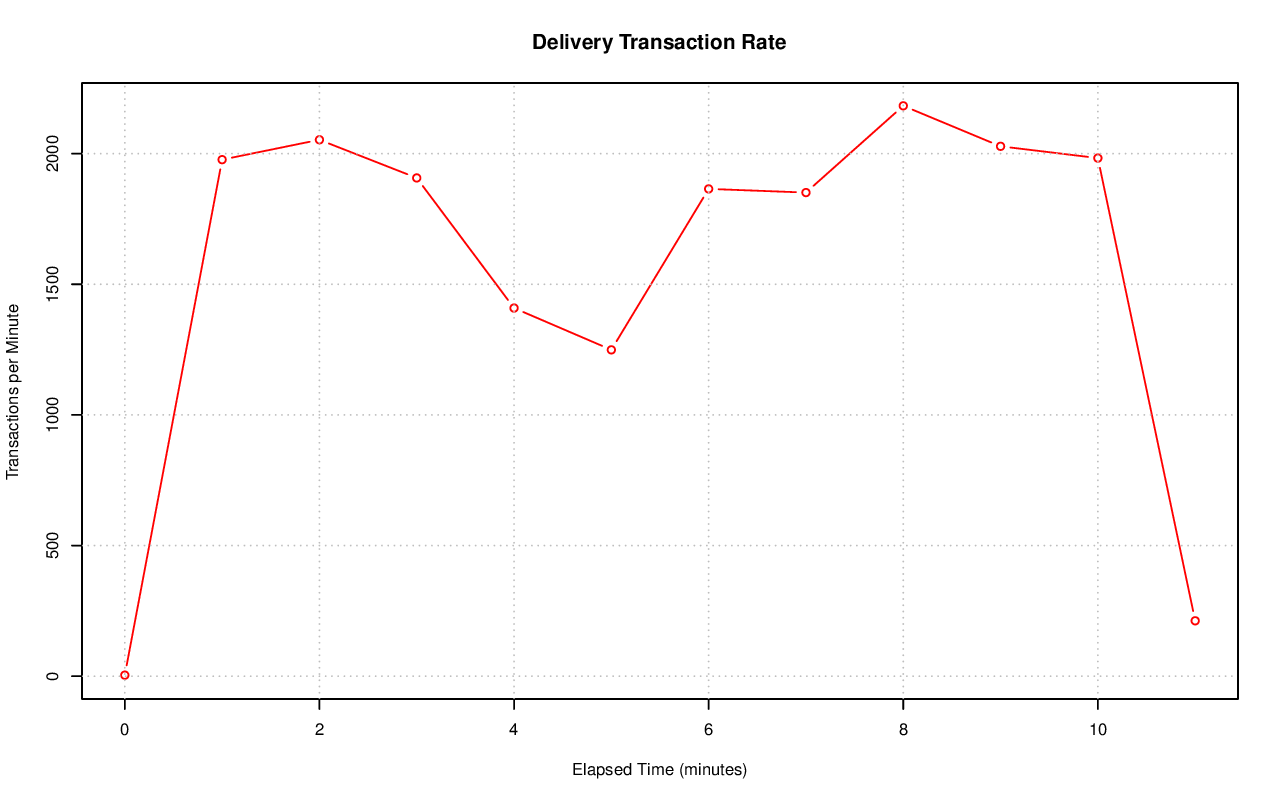 Delivery Transaction Rate
Transactions per Minute
2000
1500
1000
500
0
0 2 4 6 8 10
Elapsed Time (minutes)